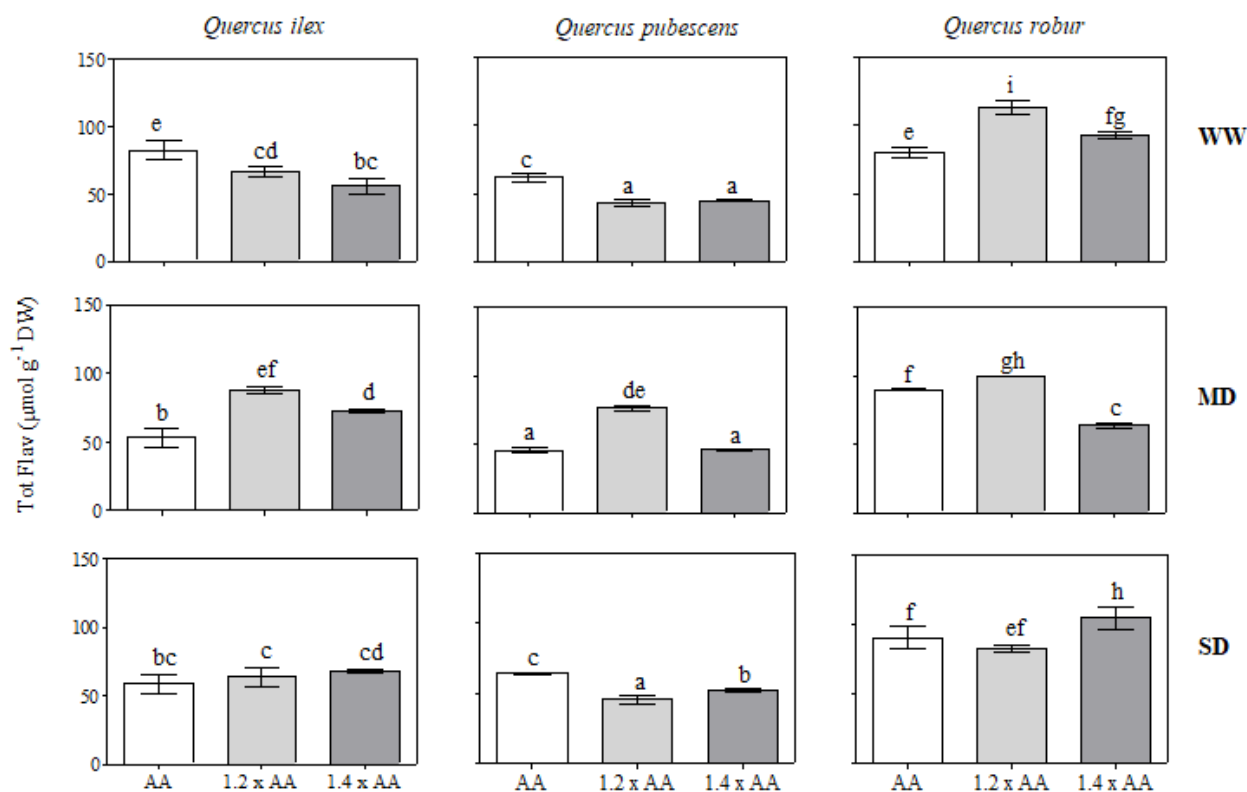 Quercus ilex Quercus pubescens Quercus robur
Tot Flav (μmol g⁻¹ DW)
150
100
50
0
e cd bc
c a a
e i fg
WW
150
100
50
0
b ef d
a de a
f gh c
MD
150
100
50
0
bc c cd
c a b
f ef h
SD
AA 1.2 x AA 1.4 x AA AA 1.2 x AA 1.4 x AA AA 1.2 x AA 1.4 x AA